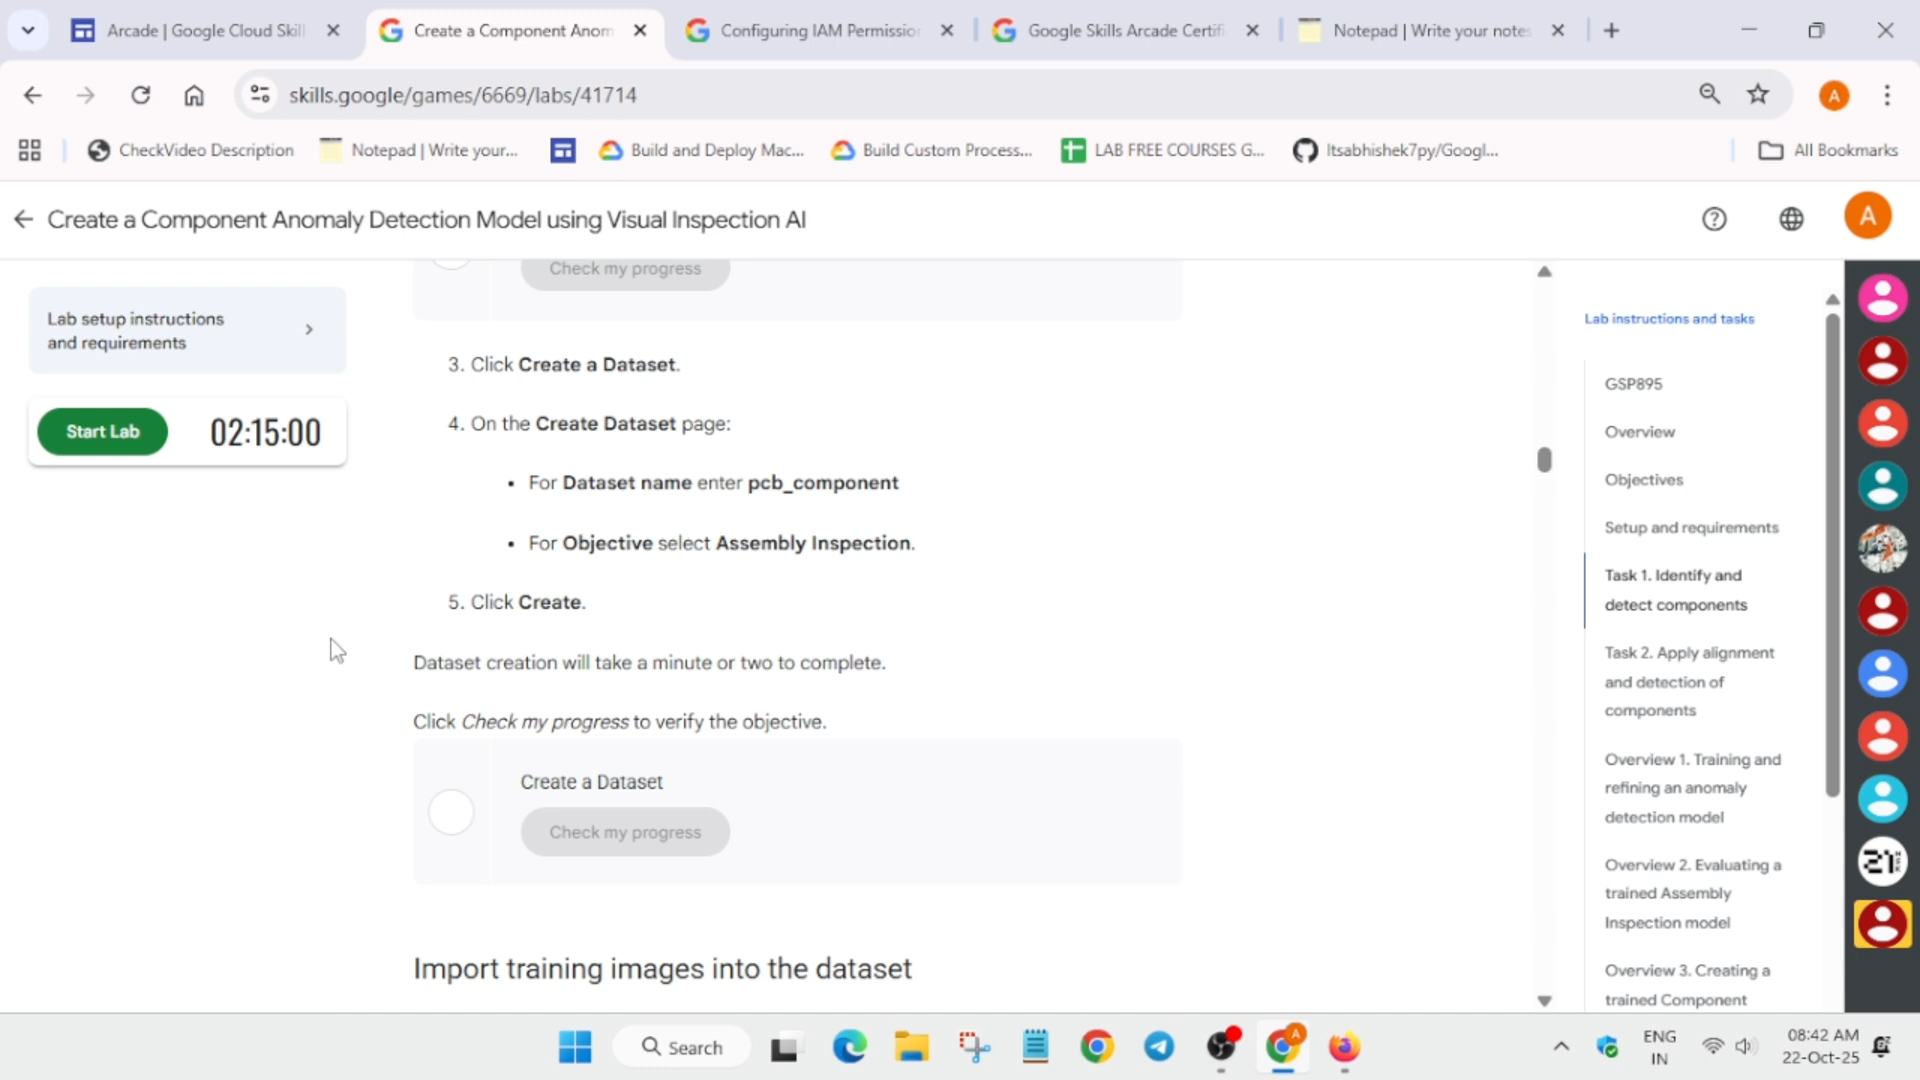 Arcade | Google Cloud Skill
Create a Component Anom
Configuring IAM Permission
Google Skills Arcade Certifi
Notepad | Write your notes
skills.google/games/6669/labs/41714
A
CheckVideo Description
Notepad | Write your...
Build and Deploy Mac...
Build Custom Process...
LAB FREE COURSES G...
Itsabhishek7py/Googl...
All Bookmarks
Create a Component Anomaly Detection Model using Visual Inspection AI
A
Lab setup instructions
and requirements
Start Lab
02:15:00
Check my progress
3. Click Create a Dataset.
4. On the Create Dataset page:
• For Dataset name enter pcb_component
• For Objective select Assembly Inspection.
5. Click Create.
Dataset creation will take a minute or two to complete.
Click Check my progress to verify the objective.
Create a Dataset
Check my progress
Import training images into the dataset
Lab instructions and tasks
GSP895
Overview
Objectives
Setup and requirements
Task 1. Identify and
detect components
Task 2. Apply alignment
and detection of
components
Overview 1. Training and
refining an anomaly
detection model
Overview 2. Evaluating a
trained Assembly
Inspection model
Overview 3. Creating a
trained Component
Search
ENG
IN
08:42 AM
22-Oct-25